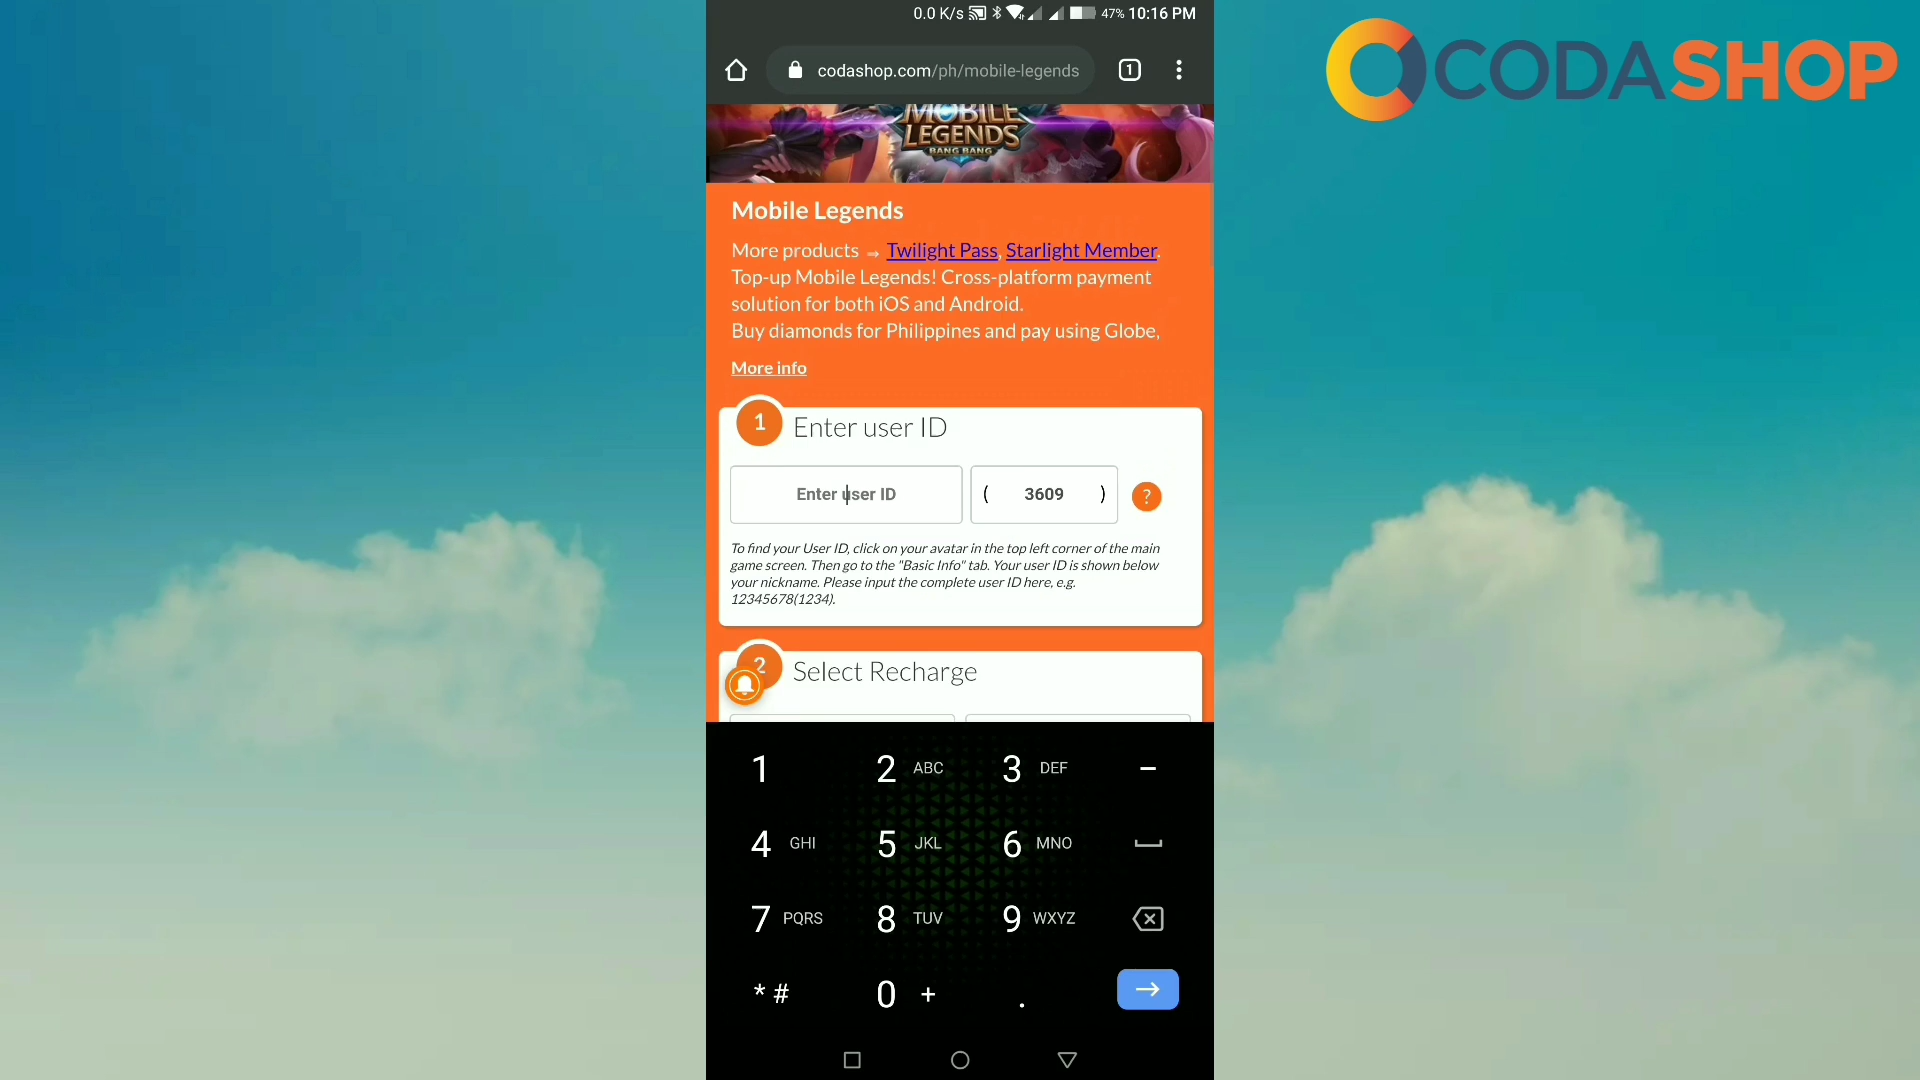 0.0 K/s 47% 10:16 PM
CODASHOP
codashop.com/ph/mobile-legends 1
MOBILE
LEGENDS
BANG BANG
Mobile Legends
More products → Twilight Pass, Starlight Member.
Top-up Mobile Legends! Cross-platform payment
solution for both iOS and Android.
Buy diamonds for Philippines and pay using Globe,
More info
1 Enter user ID
Enter user ID ( 3609 ) ?
To find your User ID, click on your avatar in the top left corner of the main
game screen. Then go to the "Basic Info" tab. Your user ID is shown below
your nickname. Please input the complete user ID here, e.g.
12345678(1234).
2 Select Recharge
1 2 ABC 3 DEF -
4 GHI 5 JKL 6 MNO
7 PQRS 8 TUV 9 WXYZ
* # 0 + .